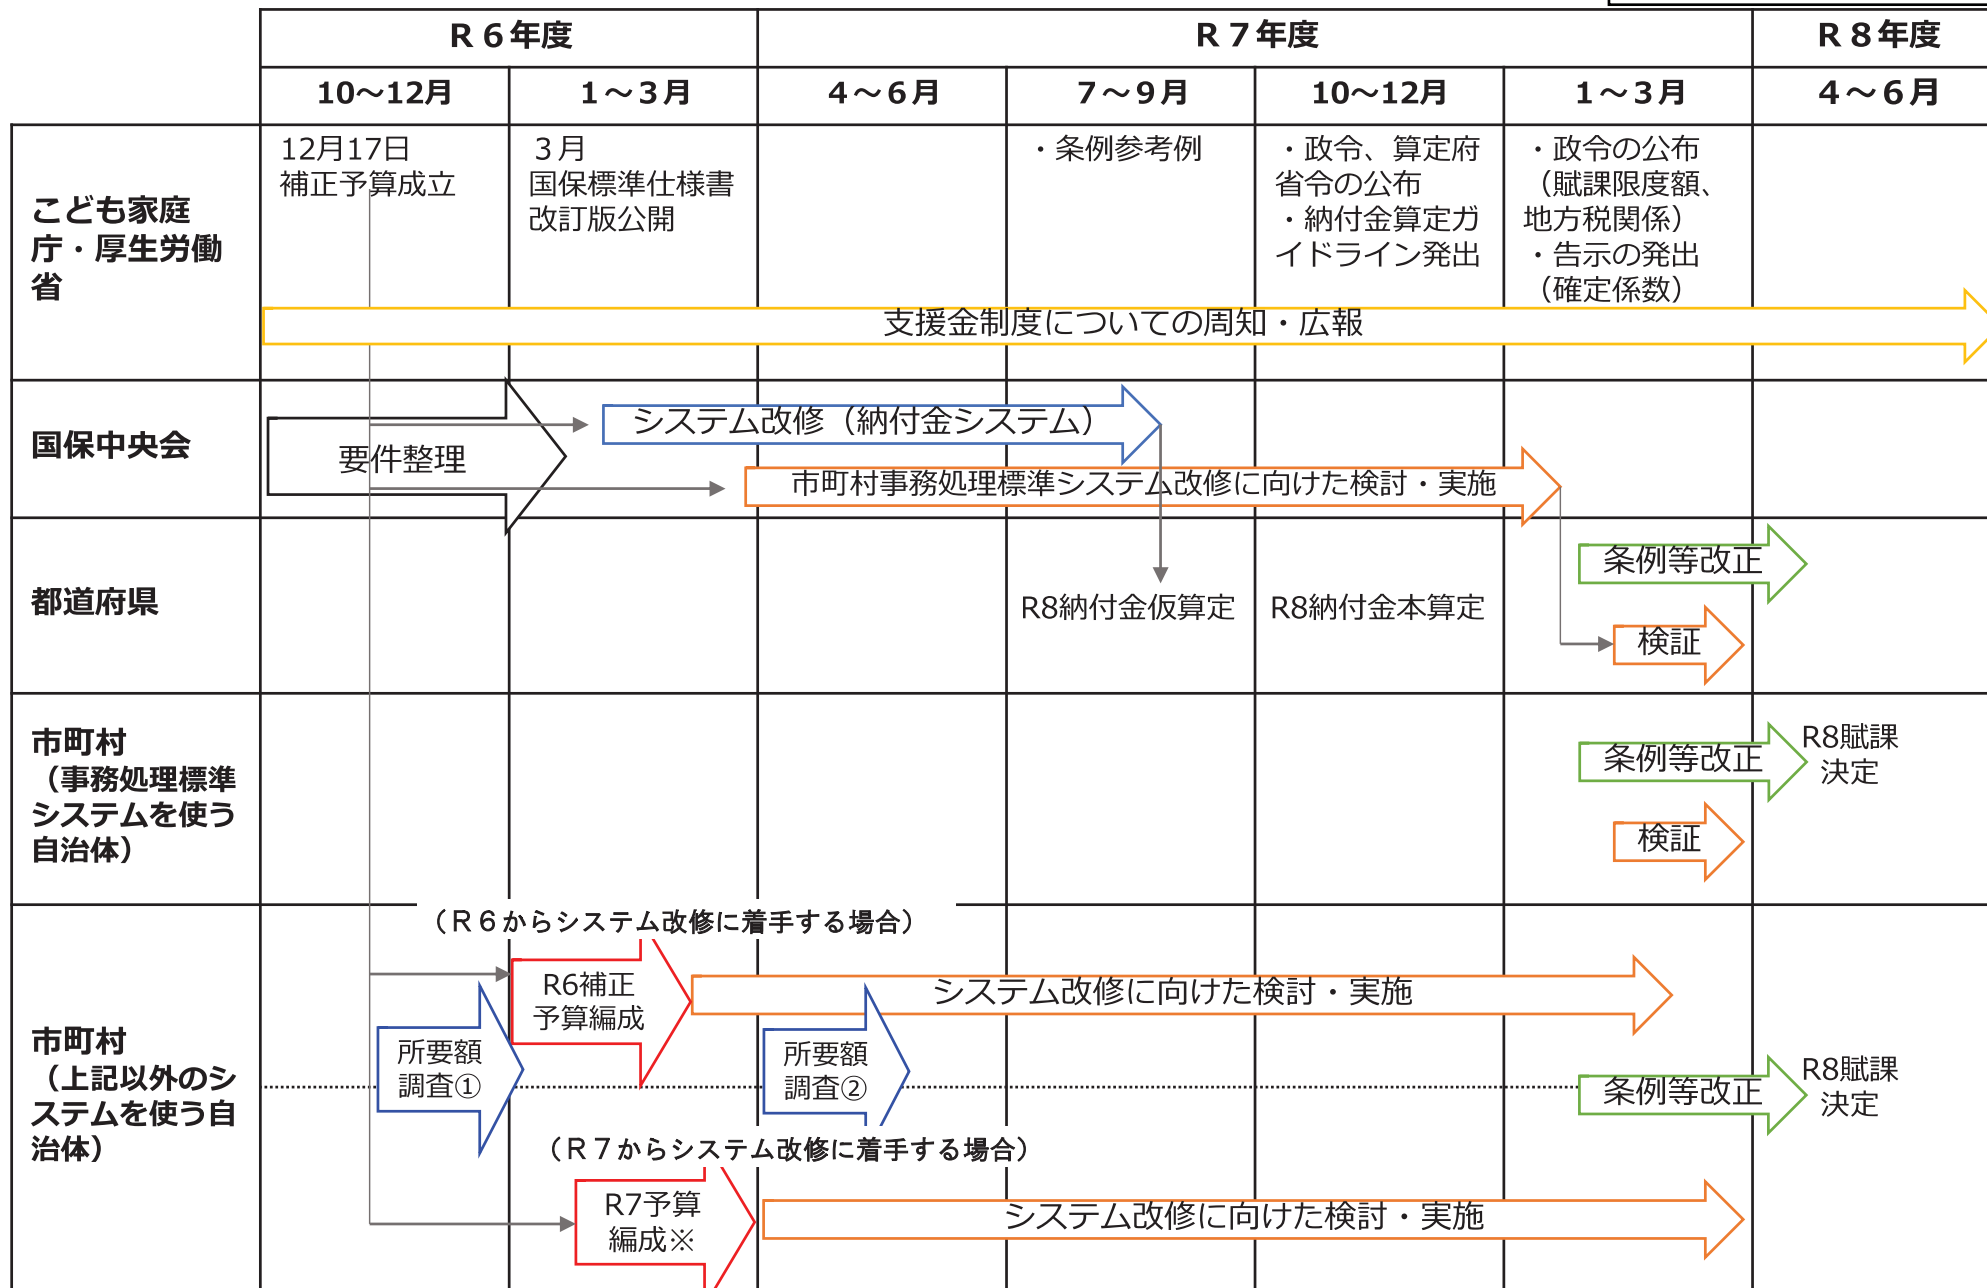 R６年度
R７年度
R８年度
10～12月
１～３月
４～６月
７～９月
10～12月
１～３月
４～６月
こども家庭
庁・厚生労働
省
12月17日
補正予算成立
３月
国保標準仕様書
改訂版公開
・条例参考例
・政令、算定府
省令の公布
・納付金算定ガ
イドライン発出
・政令の公布
（賦課限度額、
地方税関係）
・告示の発出
（確定係数）
支援金制度についての周知・広報
国保中央会
要件整理
システム改修（納付金システム）
市町村事務処理標準システム改修に向けた検討・実施
都道府県
R8納付金仮算定
R8納付金本算定
条例等改正
検証
市町村
（事務処理標準
システムを使う
自治体）
条例等改正
検証
R8賦課
決定
市町村
（上記以外のシ
ステムを使う自
治体）
（R６からシステム改修に着手する場合）
所要額
調査①
R6補正
予算編成
システム改修に向けた検討・実施
所要額
調査②
条例等改正
R8賦課
決定
（R７からシステム改修に着手する場合）
R7予算
編成※
システム改修に向けた検討・実施